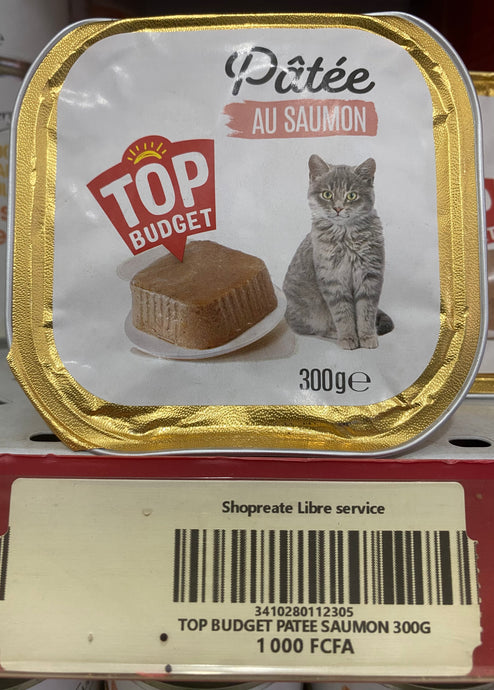 Pâtée
AU SAUMON
TOP
BUDGET
300g℮
Shopreate Libre service
3410280112305
TOP BUDGET PATEE SAUMON 300G
1 000 FCFA